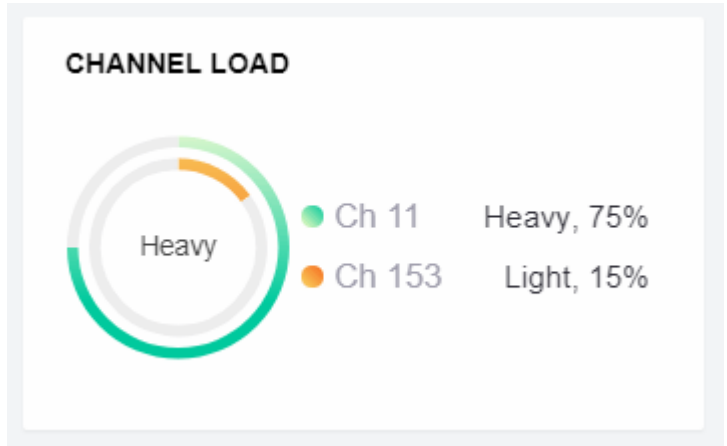 CHANNEL LOAD
Heavy
Ch 11 Heavy, 75%
Ch 153 Light, 15%